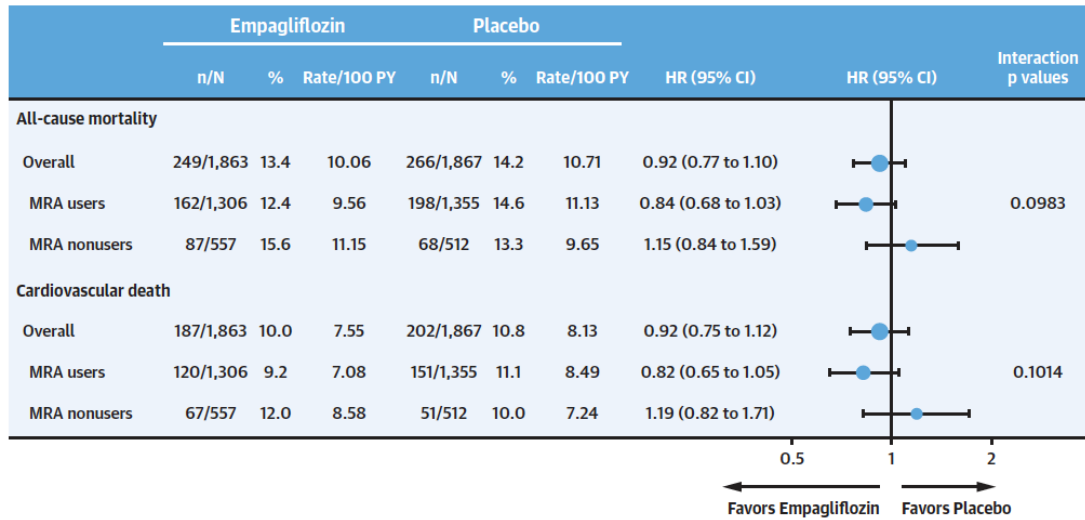 Empagliflozin Placebo
n/N % Rate/100 PY n/N % Rate/100 PY HR (95% CI) HR (95% CI) Interaction
p values
All-cause mortality
Overall 249/1,863 13.4 10.06 266/1,867 14.2 10.71 0.92 (0.77 to 1.10)
MRA users 162/1,306 12.4 9.56 198/1,355 14.6 11.13 0.84 (0.68 to 1.03) 0.0983
MRA nonusers 87/557 15.6 11.15 68/512 13.3 9.65 1.15 (0.84 to 1.59)
Cardiovascular death
Overall 187/1,863 10.0 7.55 202/1,867 10.8 8.13 0.92 (0.75 to 1.12)
MRA users 120/1,306 9.2 7.08 151/1,355 11.1 8.49 0.82 (0.65 to 1.05) 0.1014
MRA nonusers 67/557 12.0 8.58 51/512 10.0 7.24 1.19 (0.82 to 1.71)
0.5 1 2
Favors Empagliflozin Favors Placebo